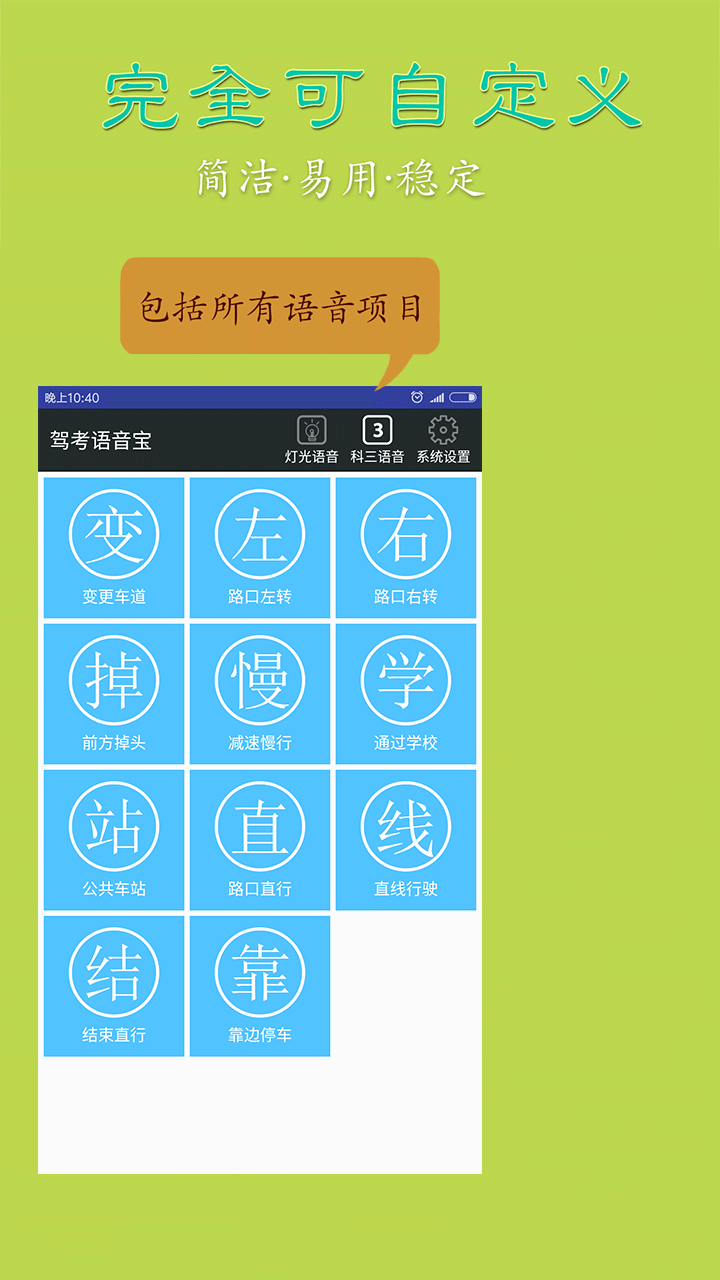 完全可自定义
简洁·易用·稳定
包括所有语音项目
晚上10:40
驾考语音宝
3
灯光语音 科三语音 系统设置
变 左 右
变更车道 路口左转 路口右转
掉 慢 学
前方掉头 减速慢行 通过学校
站 直 线
公共车站 路口直行 直线行驶
结 靠
结束直行 靠边停车